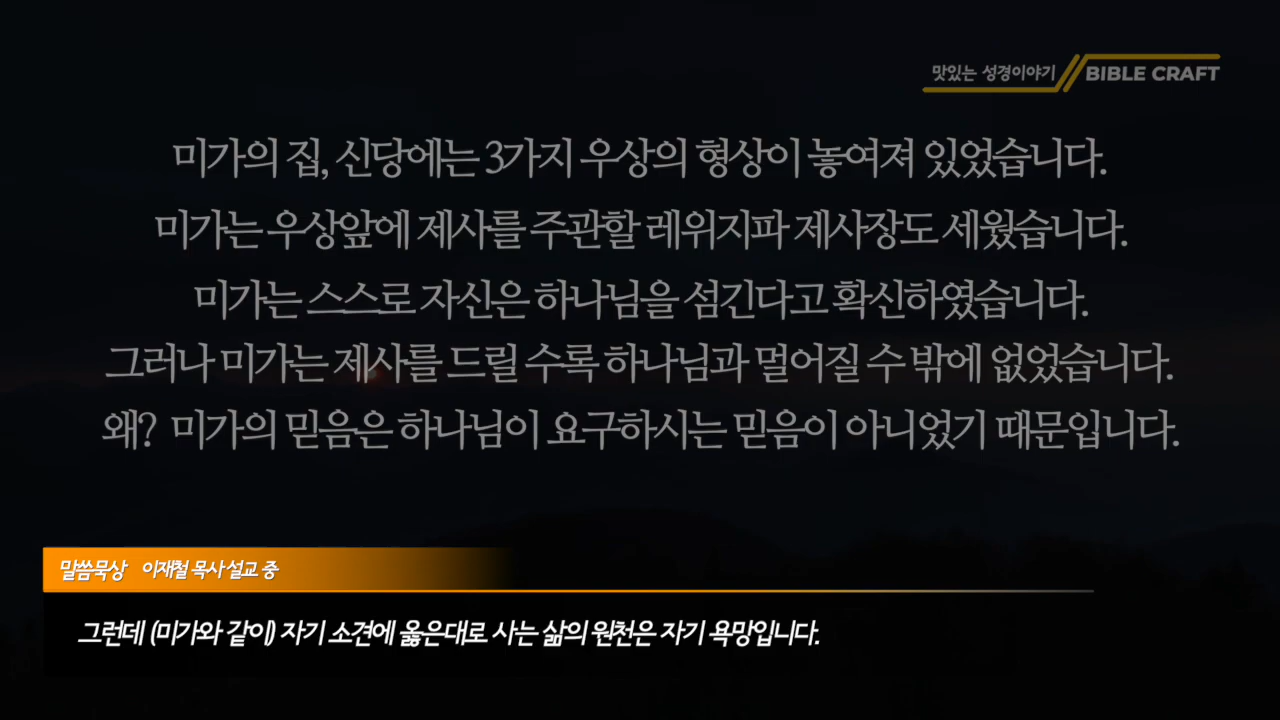 맛있는 성경이야기 BIBLE CRAFT
미가의 집, 신당에는 3가지 우상의 형상이 놓여져 있었습니다.
미가는 우상앞에 제사를 주관할 레위지파 제사장도 세웠습니다.
미가는 스스로 자신은 하나님을 섬긴다고 확신하였습니다.
그러나 미가는 제사를 드릴 수록 하나님과 멀어질 수 밖에 없었습니다.
왜? 미가의 믿음은 하나님이 요구하시는 믿음이 아니었기 때문입니다.
말씀묵상 이재철 목사 설교 중
그런데 (미가와 같이) 자기 소견에 옳은대로 사는 삶의 원천은 자기 욕망입니다.